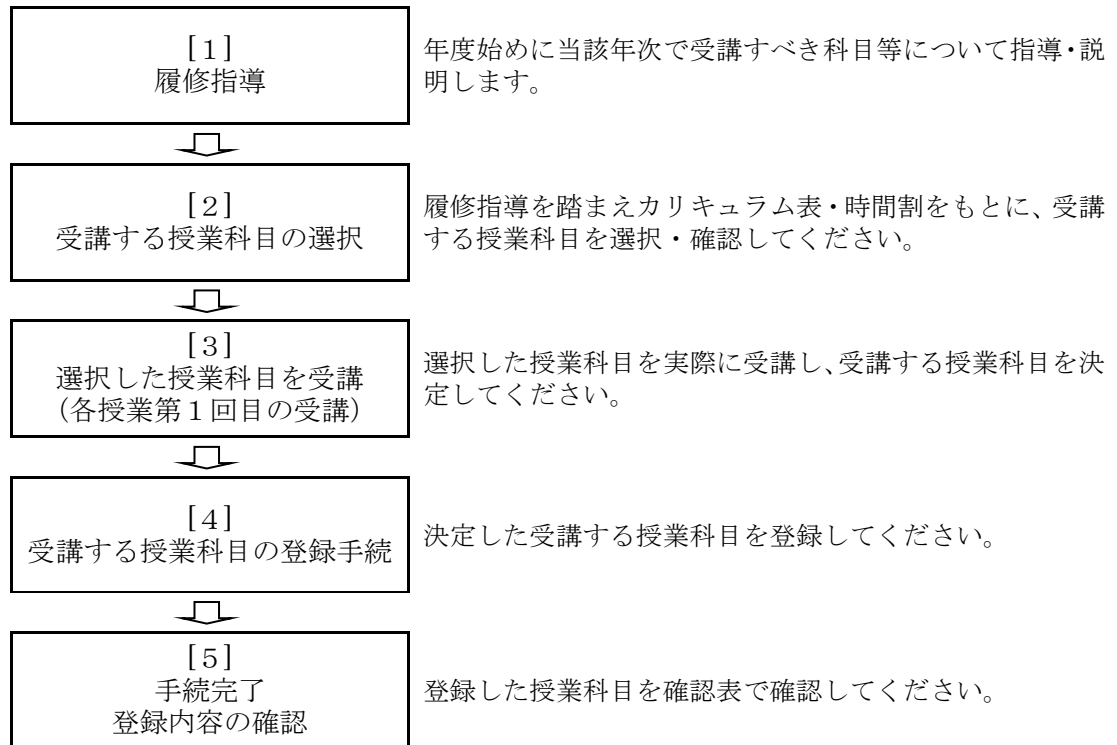 [１]
履修指導
年度始めに当該年次で受講すべき科目等について指導・説
明します。
[２]
受講する授業科目の選択
履修指導を踏まえカリキュラム表・時間割をもとに、受講
する授業科目を選択・確認してください。
[３]
選択した授業科目を受講
（各授業第１回目の受講）
選択した授業科目を実際に受講し、受講する授業科目を決
定してください。
[４]
受講する授業科目の登録手続
決定した受講する授業科目を登録してください。
[５]
手続完了
登録内容の確認
登録した授業科目を確認表で確認してください。